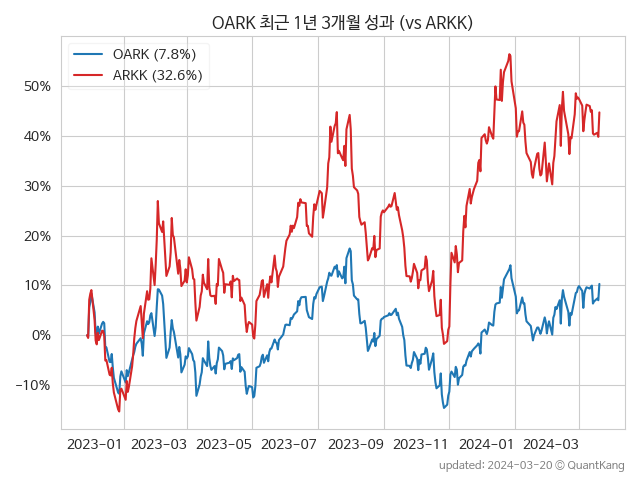 OARK 최근 1년 3개월 성과 (vs ARKK)
OARK (7.8%)
ARKK (32.6%)
50%
40%
30%
20%
10%
0%
−10%
2023−01 2023−03 2023−05 2023−07 2023−09 2023−11 2024−01 2024−03
updated: 2024-03-20 © QuantKang